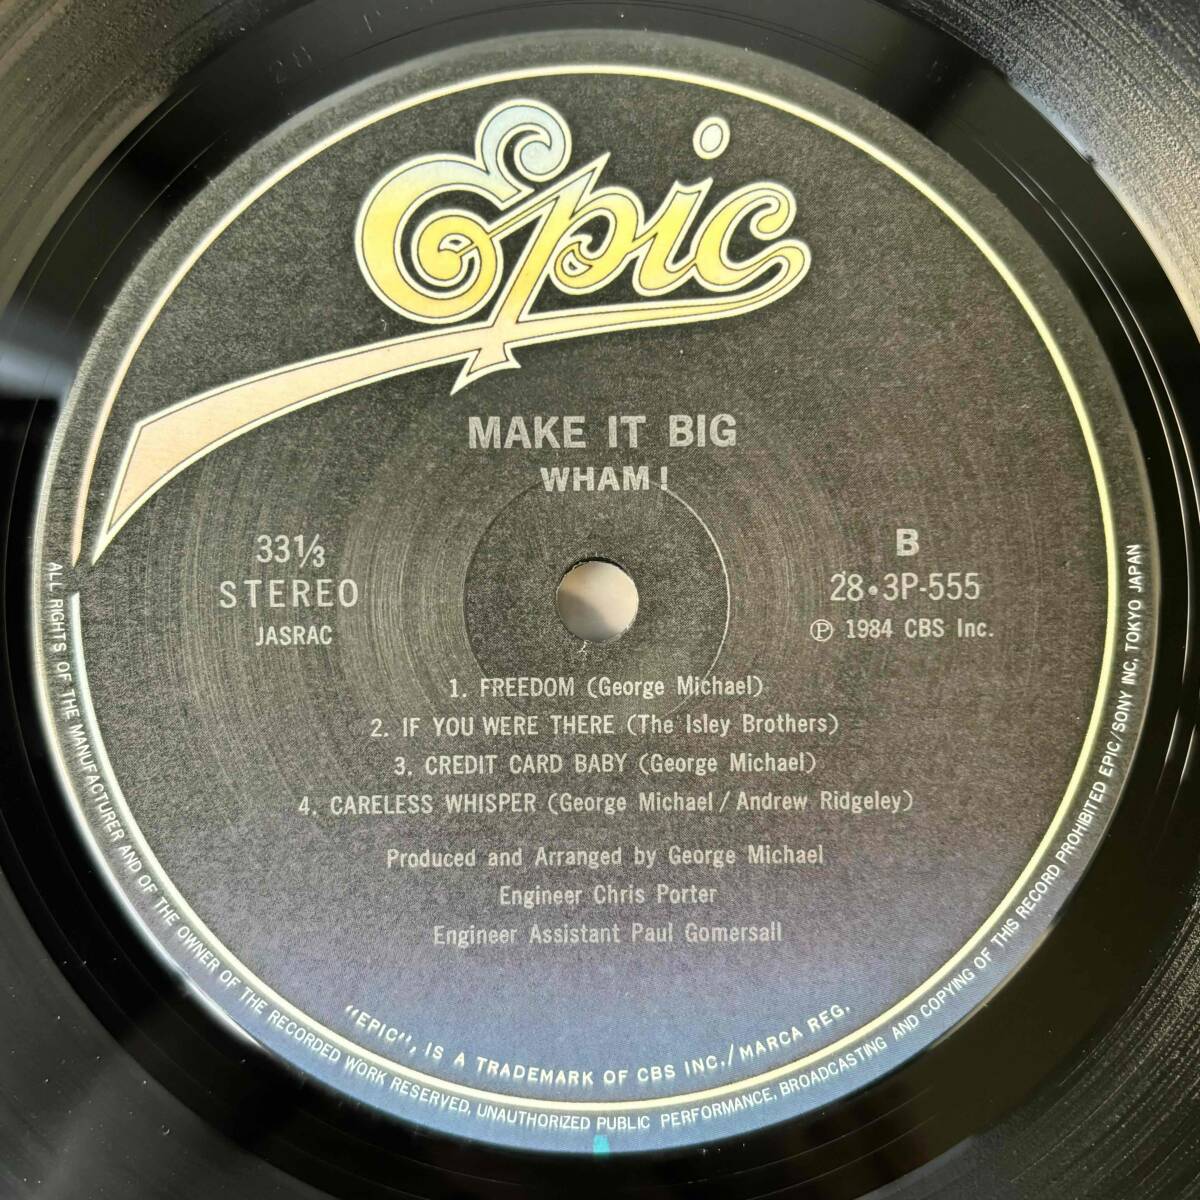 Epic
MAKE IT BIG
WHAM!
33⅓
STEREO
JASRAC
B
28・3P-555
Ⓟ 1984 CBS Inc.
1. FREEDOM (George Michael)
2. IF YOU WERE THERE (The Isley Brothers)
3. CREDIT CARD BABY (George Michael)
4. CARELESS WHISPER (George Michael / Andrew Ridgeley)
Produced and Arranged by George Michael
Engineer Chris Porter
Engineer Assistant Paul Gomersall
"EPIC", IS A TRADEMARK OF CBS INC./MARCA REG.
ALL RIGHTS OF THE MANUFACTURER AND OF THE OWNER OF THE RECORDED WORK RESERVED, UNAUTHORIZED PUBLIC PERFORMANCE, BROADCASTING AND COPYING OF THIS RECORD PROHIBITED EPIC/SONY INC, TOKYO JAPAN